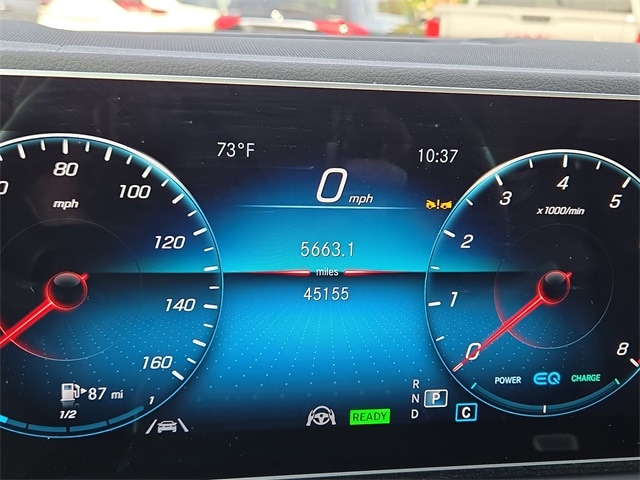 73°F
10:37
0 mph
5663.1
miles
45155
80
100
mph
120
140
160
87 mi
1/2
1
3
4
5
x1000/min
2
1
0
8
POWER EQ CHARGE
R
N P
D
C
READY